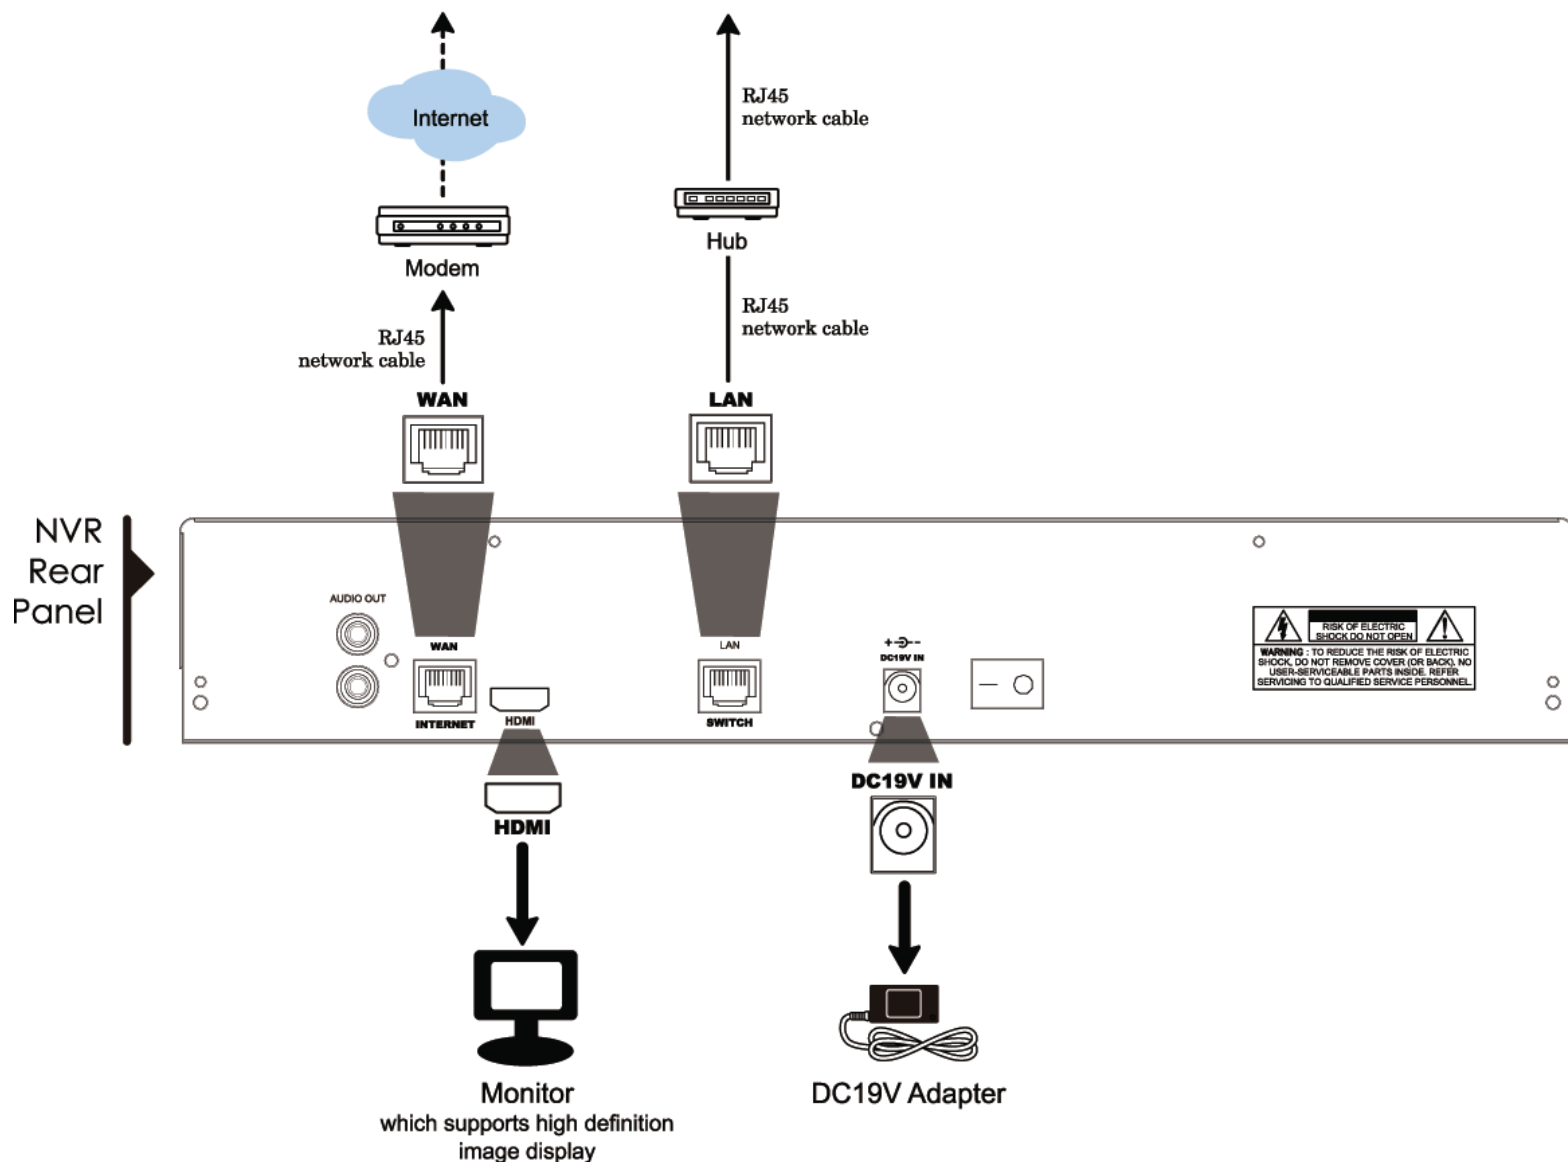 Internet
RJ45
network cable
Modem
Hub
RJ45
network cable
RJ45
network cable
WAN
LAN
NVR
Rear
Panel
AUDIO OUT
WAN
INTERNET
HDMI
LAN
SWITCH
DC19V IN
RISK OF ELECTRIC
SHOCK DO NOT OPEN
WARNING : TO REDUCE THE RISK OF ELECTRIC
SHOCK, DO NOT REMOVE COVER (OR BACK). NO
USER-SERVICEABLE PARTS INSIDE. REFER
SERVICING TO QUALIFIED SERVICE PERSONNEL.
HDMI
DC19V IN
Monitor
which supports high definition
image display
DC19V Adapter